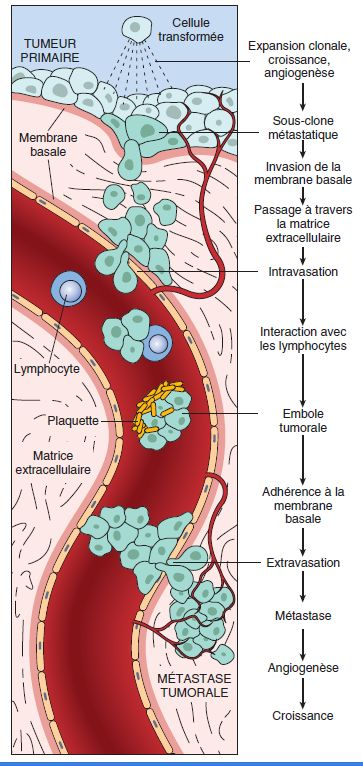 Cellule
transformée
TUMEUR
PRIMAIRE
Expansion clonale,
croissance,
angiogenèse
Sous-clone
métastatique
Membrane
basale
Invasion de la
membrane basale
Passage à travers
la matrice
extracellulaire
Intravasation
Interaction avec
les lymphocytes
Lymphocyte
Plaquette
Embole
tumorale
Matrice
extracellulaire
Adhérence à la
membrane
basale
Extravasation
Métastase
MÉTASTASE
TUMORALE
Angiogenèse
Croissance